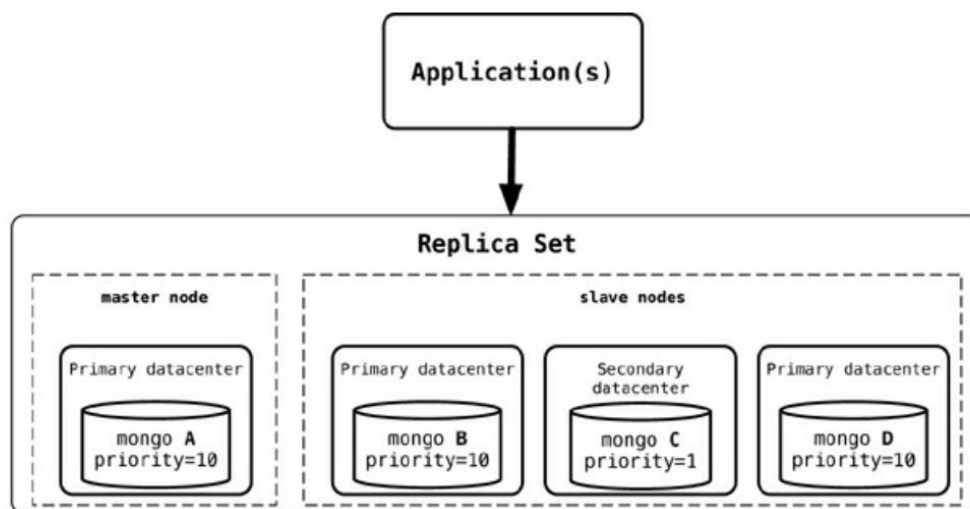 Application(s)
Replica Set
master node
Primary datacenter
mongo A
priority=10
slave nodes
Primary datacenter
mongo B
priority=10
Secondary
datacenter
mongo C
priority=1
Primary datacenter
mongo D
priority=10